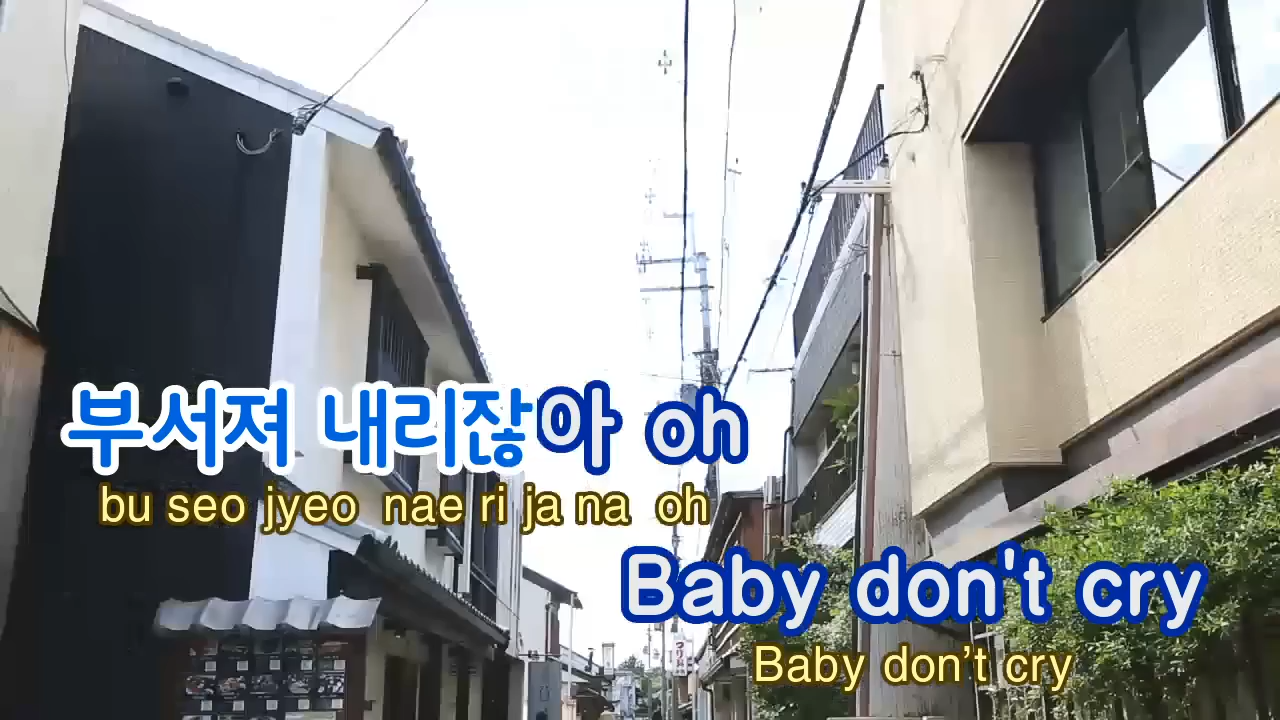 부서져 내리잖아 oh
bu seo jyeo nae ri ja na oh
Baby don't cry
Baby don’t cry